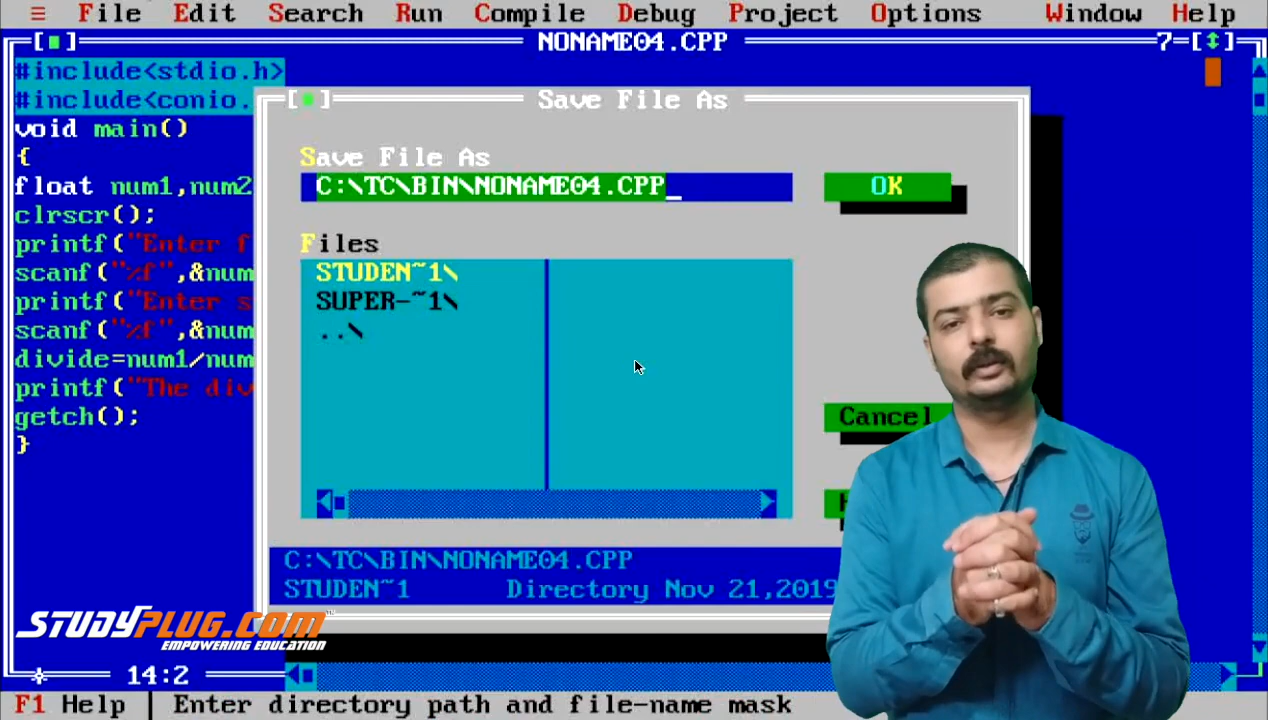 ≡ File Edit Search Run Compile Debug Project Options Window Help
NONAME04.CPP 7
#include<stdio.h>
#include<conio.
void main()
{
float num1,num2
clrscr();
printf("Enter f
scanf("%f",&num
printf("Enter s
scanf("%f",&num
divide=num1/num
printf("The div
getch();
}
Save File As
Save File As
C:\TC\BIN\NONAME04.CPP
OK
Files
STUDEN~1\
SUPER-~1\
..\
Cancel
C:\TC\BIN\NONAME04.CPP
STUDEN~1 Directory Nov 21,2019
STUDYPLUG.COM
EMPOWERING EDUCATION
14:2
F1 Help Enter directory path and file-name mask